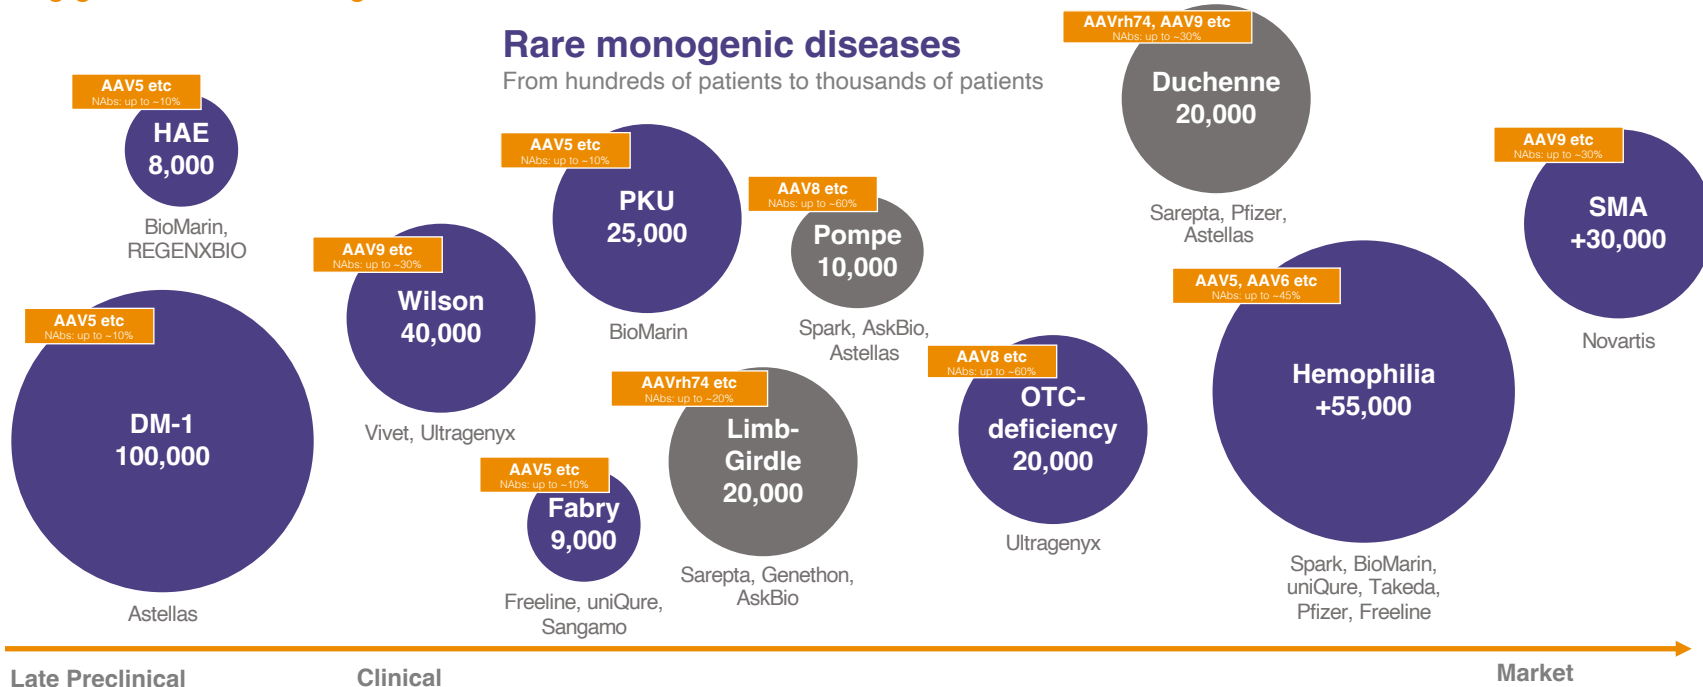 Rare monogenic diseases
From hundreds of patients to thousands of patients
AAV5 etc
NAbs: up to ~10%
HAE
8,000
BioMarin,
REGENXBIO
AAV5 etc
NAbs: up to ~10%
DM-1
100,000
Astellas
AAV9 etc
NAbs: up to ~30%
Wilson
40,000
Vivet, Ultragenyx
AAV5 etc
NAbs: up to ~10%
PKU
25,000
BioMarin
AAV5 etc
NAbs: up to ~10%
Fabry
9,000
Freeline, uniQure,
Sangamo
AAV8 etc
NAbs: up to ~60%
Pompe
10,000
Spark, AskBio,
Astellas
AAVrh74 etc
NAbs: up to ~20%
Limb-
Girdle
20,000
Sarepta, Genethon,
AskBio
AAV8 etc
NAbs: up to ~60%
OTC-
deficiency
20,000
Ultragenyx
AAVrh74, AAV9 etc
NAbs: up to ~30%
Duchenne
20,000
Sarepta, Pfizer,
Astellas
AAV5, AAV6 etc
NAbs: up to ~45%
Hemophilia
+55,000
Spark, BioMarin,
uniQure, Takeda,
Pfizer, Freeline
AAV9 etc
NAbs: up to ~30%
SMA
+30,000
Novartis
Late Preclinical
Clinical
Market